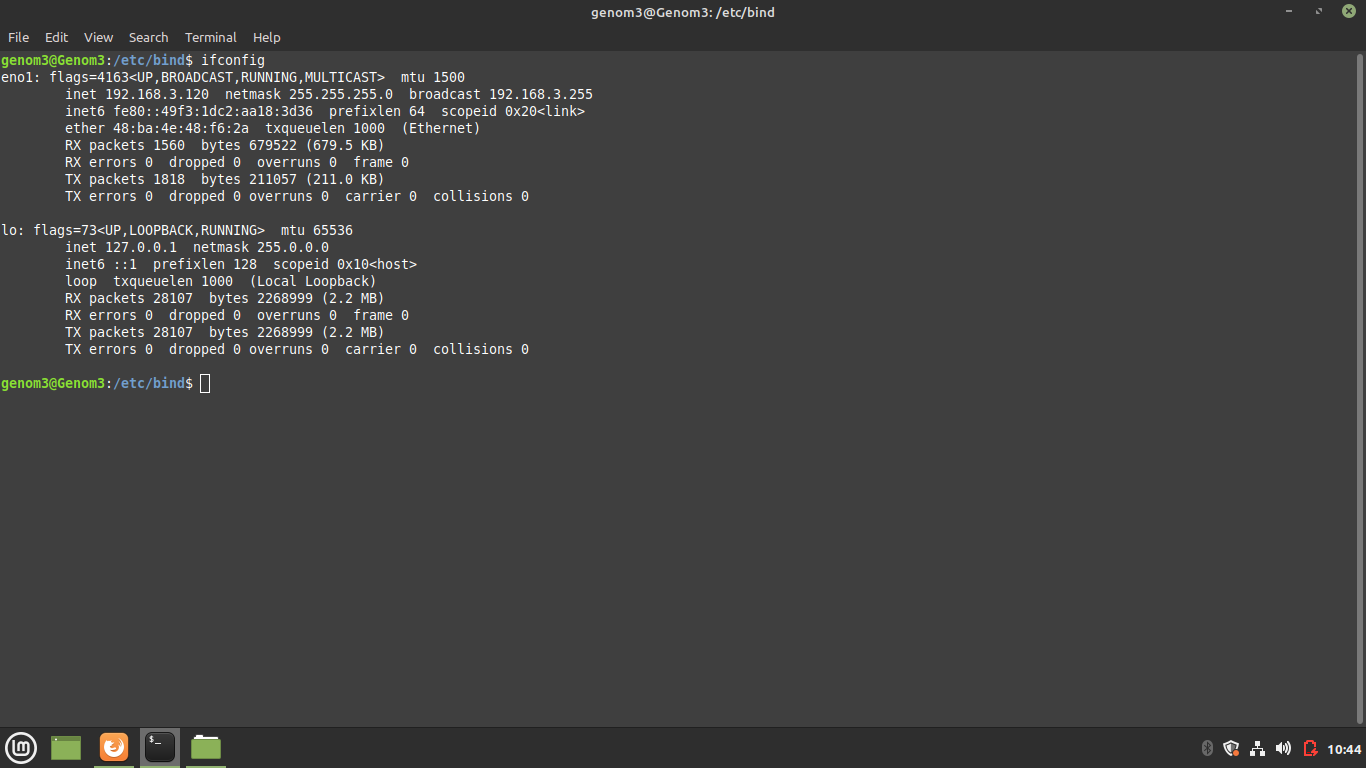 genom3@Genom3: /etc/bind
File Edit View Search Terminal Help
genom3@Genom3:/etc/bind$ ifconfig
eno1: flags=4163<UP,BROADCAST,RUNNING,MULTICAST>  mtu 1500
        inet 192.168.3.120  netmask 255.255.255.0  broadcast 192.168.3.255
        inet6 fe80::49f3:1dc2:aa18:3d36  prefixlen 64  scopeid 0x20<link>
        ether 48:ba:4e:48:f6:2a  txqueuelen 1000  (Ethernet)
        RX packets 1560  bytes 679522 (679.5 KB)
        RX errors 0  dropped 0  overruns 0  frame 0
        TX packets 1818  bytes 211057 (211.0 KB)
        TX errors 0  dropped 0 overruns 0  carrier 0  collisions 0

lo: flags=73<UP,LOOPBACK,RUNNING>  mtu 65536
        inet 127.0.0.1  netmask 255.0.0.0
        inet6 ::1  prefixlen 128  scopeid 0x10<host>
        loop  txqueuelen 1000  (Local Loopback)
        RX packets 28107  bytes 2268999 (2.2 MB)
        RX errors 0  dropped 0  overruns 0  frame 0
        TX packets 28107  bytes 2268999 (2.2 MB)
        TX errors 0  dropped 0 overruns 0  carrier 0  collisions 0

genom3@Genom3:/etc/bind$
$_
10:44